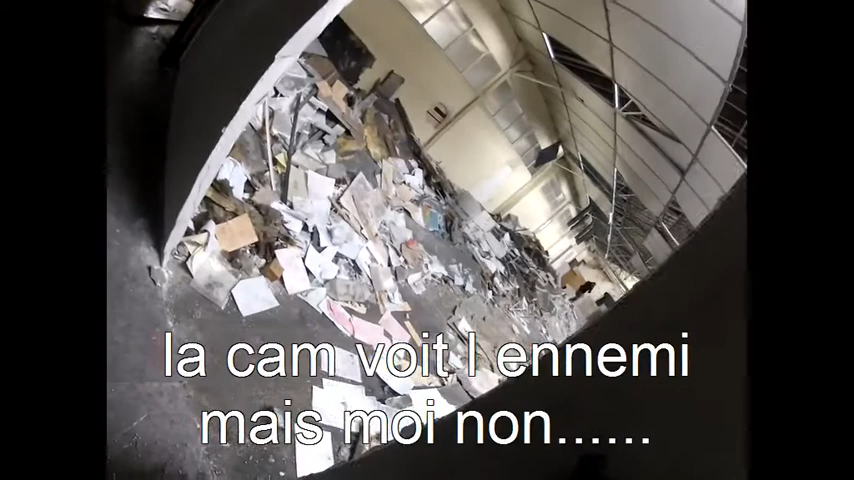 la cam voit l ennemi
mais moi non......